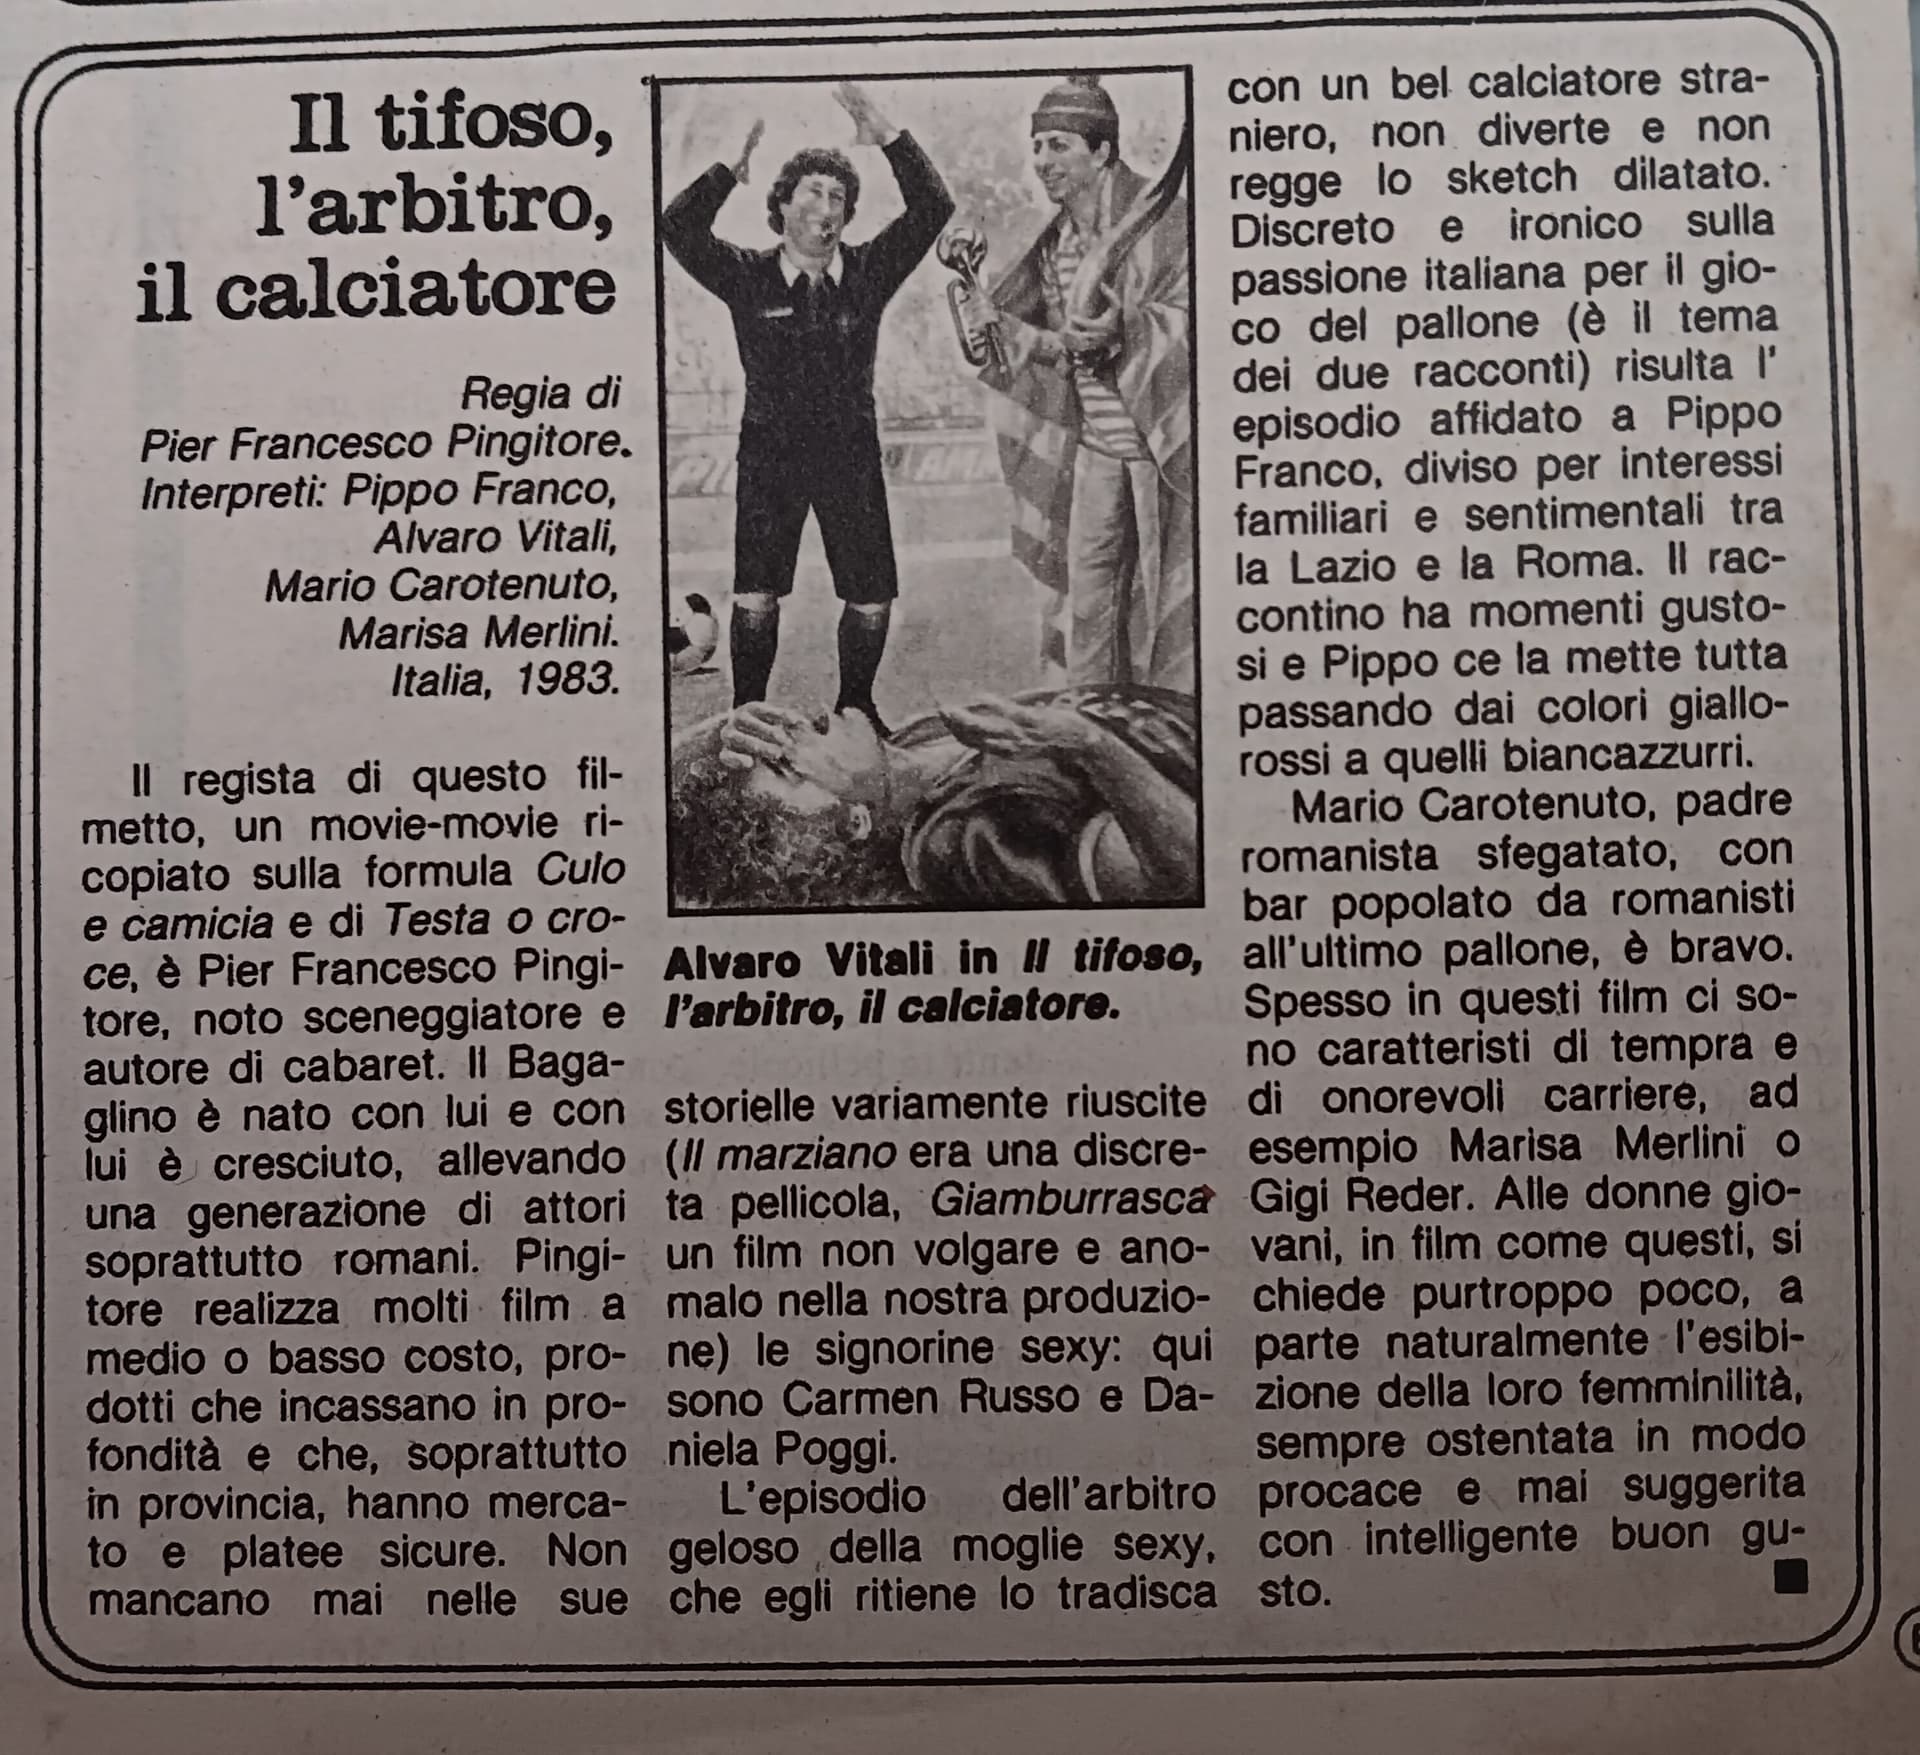 Il tifoso,
l'arbitro,
il calciatore
Regia di
Pier Francesco Pingitore.
Interpreti: Pippo Franco,
Alvaro Vitali,
Mario Carotenuto,
Marisa Merlini.
Italia, 1983.
Il regista di questo fil-
metto, un movie-movie ri-
copiato sulla formula Culo
e camicia e di Testa o cro-
ce, è Pier Francesco Pingi-
tore, noto sceneggiatore e
autore di cabaret. Il Baga-
glino è nato con lui e con
lui è cresciuto, allevando
una generazione di attori
soprattutto romani. Pingi-
tore realizza molti film a
medio o basso costo, pro-
dotti che incassano in pro-
fondità e che, soprattutto
in provincia, hanno merca-
to e platee sicure. Non
mancano mai nelle sue
Alvaro Vitali in Il tifoso,
l'arbitro, il calciatore.
storielle variamente riuscite
(Il marziano era una discre-
ta pellicola, Giamburrasca
un film non volgare e ano-
malo nella nostra produzio-
ne) le signorine sexy: qui
sono Carmen Russo e Da-
niela Poggi.
L'episodio dell'arbitro
geloso della moglie sexy,
che egli ritiene lo tradisca
con un bel calciatore stra-
niero, non diverte e non
regge lo sketch dilatato.
Discreto e ironico sulla
passione italiana per il gio-
co del pallone (è il tema
dei due racconti) risulta l'
episodio affidato a Pippo
Franco, diviso per interessi
familiari e sentimentali tra
la Lazio e la Roma. Il rac-
contino ha momenti gusto-
si e Pippo ce la mette tutta
passando dai colori giallo-
rossi a quelli biancazzurri.
Mario Carotenuto, padre
romanista sfegatato, con
bar popolato da romanisti
all'ultimo pallone, è bravo.
Spesso in questi film ci so-
no caratteristi di tempra e
di onorevoli carriere, ad
esempio Marisa Merlini o
Gigi Reder. Alle donne gio-
vani, in film come questi, si
chiede purtroppo poco, a
parte naturalmente l'esibi-
zione della loro femminilità,
sempre ostentata in modo
procace e mai suggerita
con intelligente buon gu-
sto.